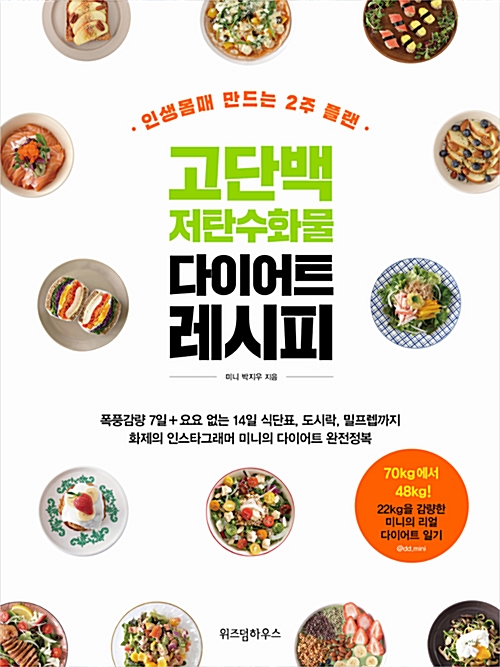 · 인생몸매 만드는 2주 플랜 ·
고단백
저탄수화물
다이어트
레시피
미니 박지우 지음
폭풍감량 7일 + 요요 없는 14일 식단표, 도시락, 밀프렙까지
화제의 인스타그래머 미니의 다이어트 완전정복
70kg에서
48kg!
22kg을 감량한
미니의 리얼
다이어트 일기
@dd.mini
위즈덤하우스